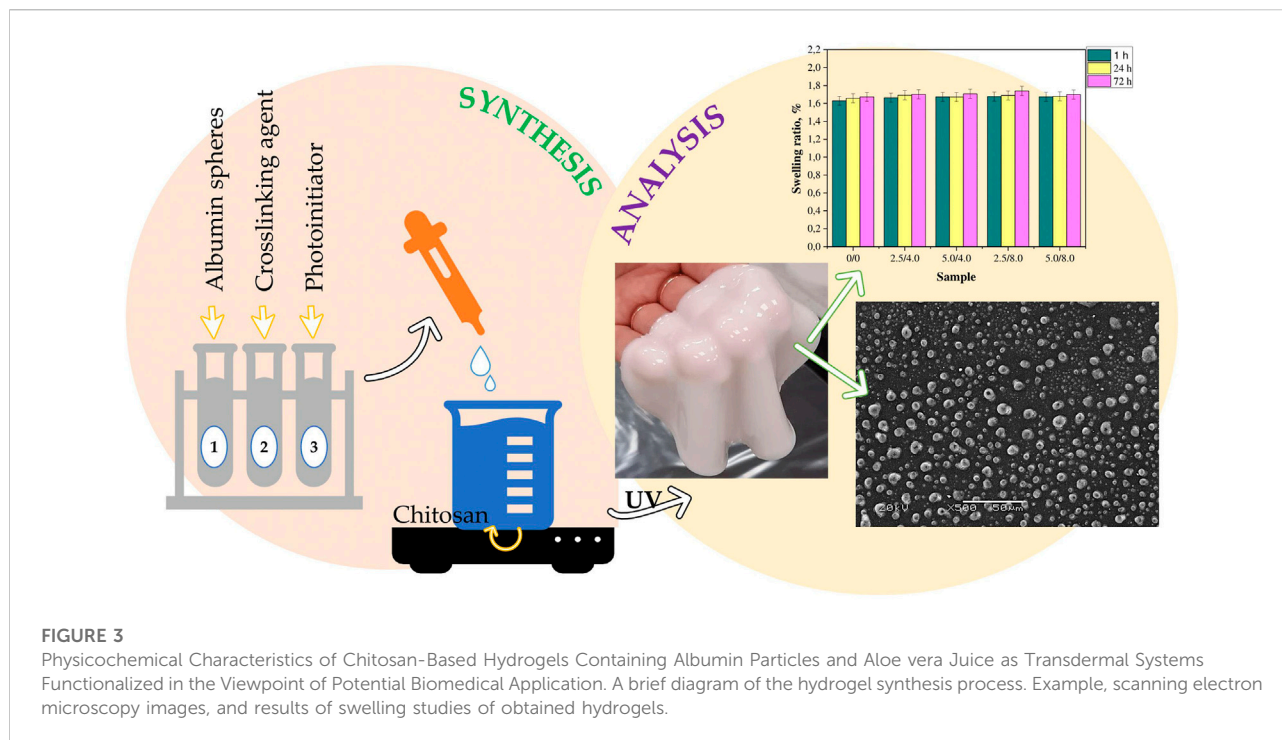 SYNTHESIS
Albumin spheres
Crosslinking agent
Photoinitiator
1
2
3
Chitosan
UV
ANALYSIS
2,2
2,0
1,8
1,6
1,4
1,2
1,0
0,8
0,6
0,4
0,2
0,0
Swelling ratio, %
1 h
24 h
72 h
0/0 2.5/4.0 5.0/4.0 2.5/8.0 5.0/8.0
Sample
20kV X500 50µm
FIGURE 3
Physicochemical Characteristics of Chitosan-Based Hydrogels Containing Albumin Particles and Aloe vera Juice as Transdermal Systems
Functionalized in the Viewpoint of Potential Biomedical Application. A brief diagram of the hydrogel synthesis process. Example, scanning electron
microscopy images, and results of swelling studies of obtained hydrogels.